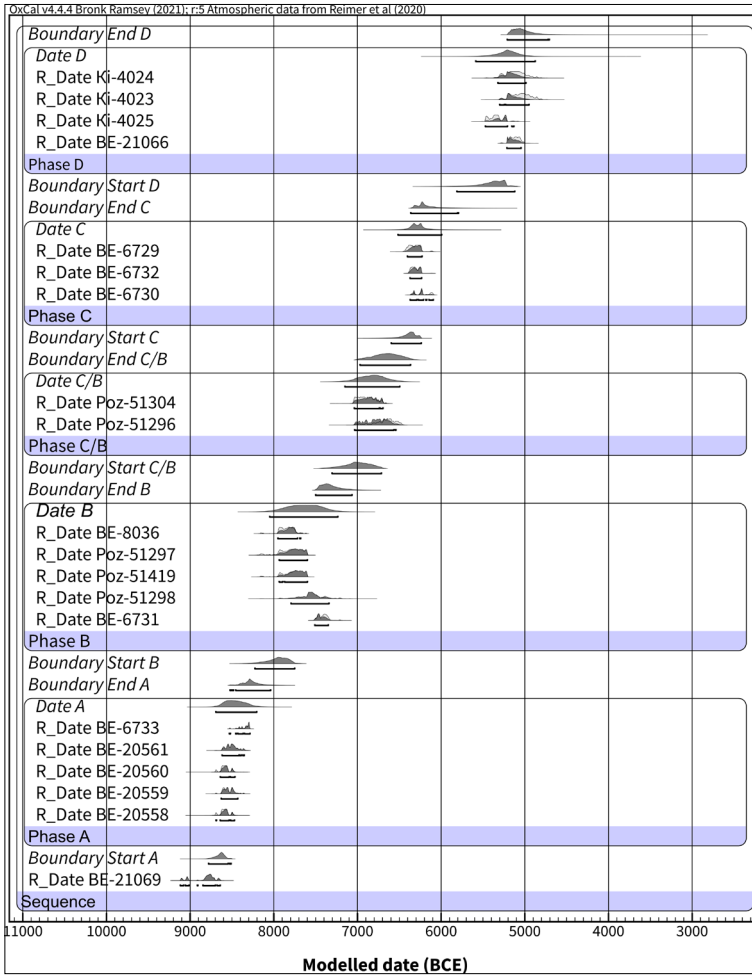 OxCal v4.4.4 Bronk Ramsey (2021); r:5 Atmospheric data from Reimer et al (2020)
Boundary End D
Date D
R_Date Ki-4024
R_Date Ki-4023
R_Date Ki-4025
R_Date BE-21066
Phase D
Boundary Start D
Boundary End C
Date C
R_Date BE-6729
R_Date BE-6732
R_Date BE-6730
Phase C
Boundary Start C
Boundary End C/B
Date C/B
R_Date Poz-51304
R_Date Poz-51296
Phase C/B
Boundary Start C/B
Boundary End B
Date B
R_Date BE-8036
R_Date Poz-51297
R_Date Poz-51419
R_Date Poz-51298
R_Date BE-6731
Phase B
Boundary Start B
Boundary End A
Date A
R_Date BE-6733
R_Date BE-20561
R_Date BE-20560
R_Date BE-20559
R_Date BE-20558
Phase A
Boundary Start A
R_Date BE-21069
Sequence
11000 10000 9000 8000 7000 6000 5000 4000 3000
Modelled date (BCE)